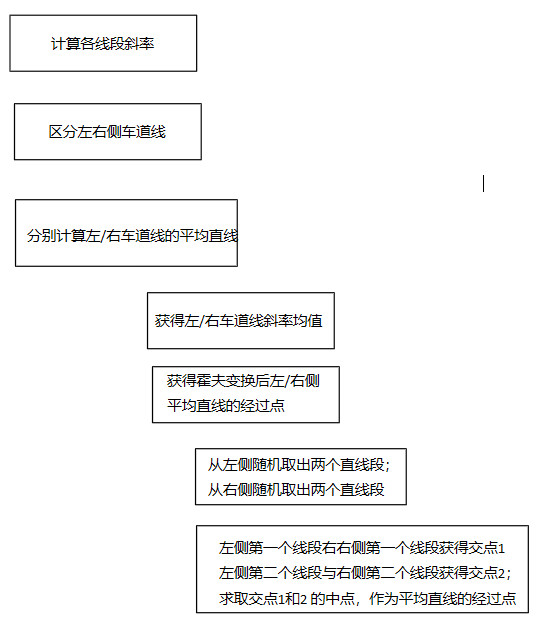 计算各线段斜率
区分左右侧车道线
分别计算左/右车道线的平均直线
获得左/右车道线斜率均值
获得霍夫变换后左/右侧
平均直线的经过点
从左侧随机取出两个直线段；
从右侧随机取出两个直线段
左侧第一个线段右右侧第一个线段获得交点1
左侧第二个线段与右侧第二个线段获得交点2；
求取交点1和2 的中点，作为平均直线的经过点